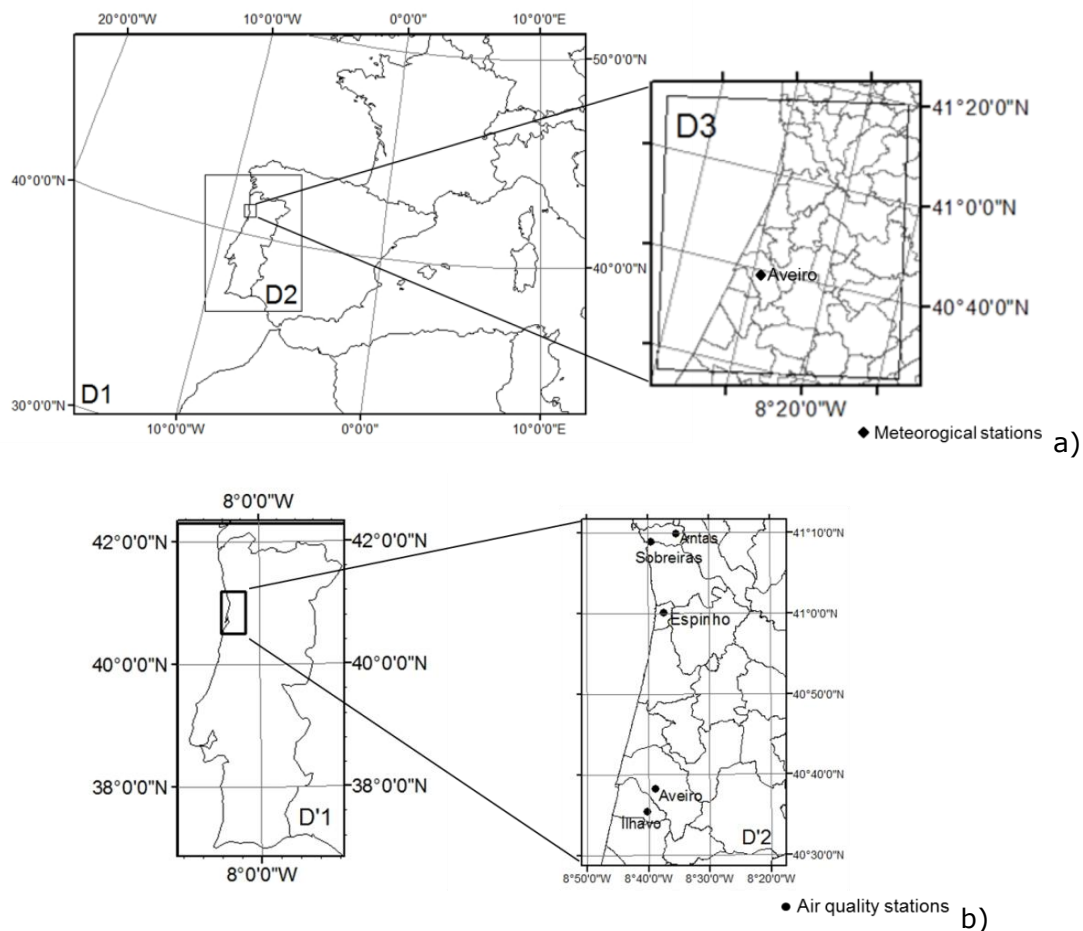 20°0'0"W 10°0'0"W 0°0'0" 10°0'0"E
50°0'0"N
40°0'0"N
D2
40°0'0"N
D1
30°0'0"N
10°0'0"W 0°0'0" 10°0'0"E
D3
41°20'0"N
41°0'0"N
Aveiro
40°40'0"N
8°20'0"W
Meteorogical stations
a)
8°0'0"W
42°0'0"N 42°0'0"N
40°0'0"N 40°0'0"N
38°0'0"N 38°0'0"N
D'1
8°0'0"W
Antas
41°10'0"N
Sobreiras
Espinho
41°0'0"N
40°50'0"N
40°40'0"N
Aveiro
Ilhavo
D'2
40°30'0"N
8°50'0"W 8°40'0"W 8°30'0"W 8°20'0"W
Air quality stations
b)